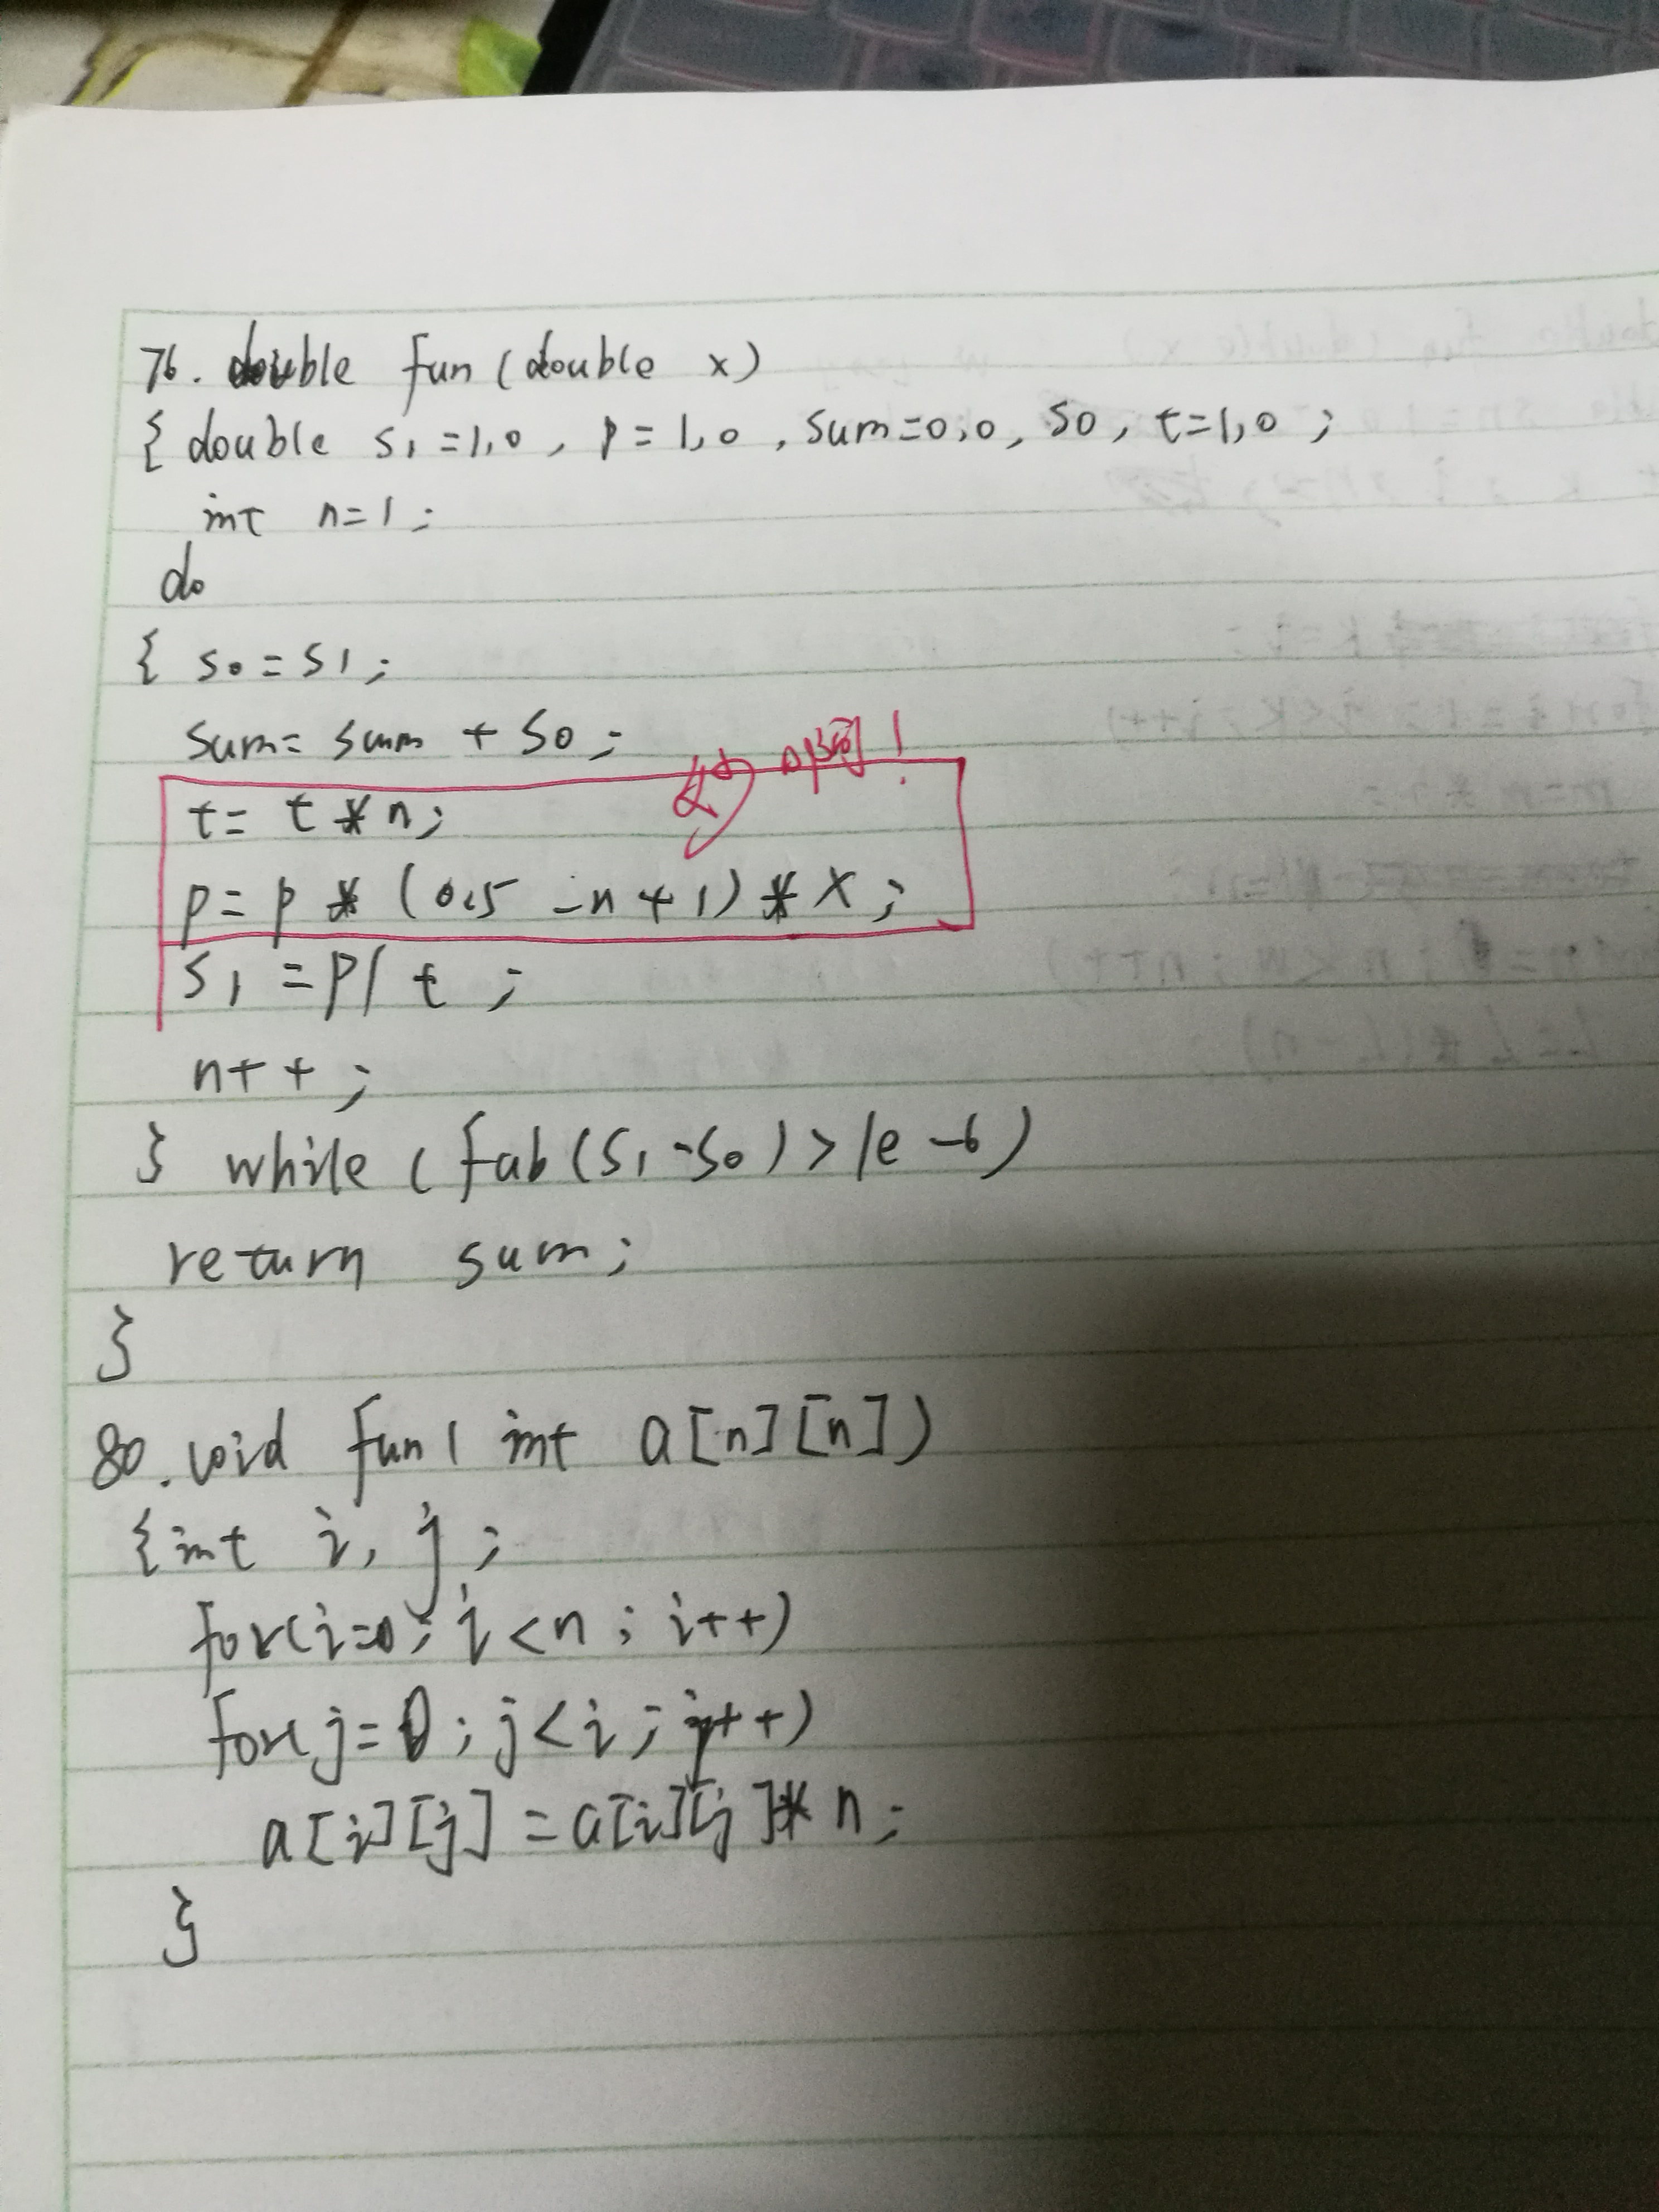 76. double fun (double x)
{ double s1=1,0, p=1,0, sum=0,0, s0, t=1,0;
int n=1;
do
{ s0=s1;
sum= sum + s0;
妙啊!
t= t*n;
p= p * (0.5 -n+1)*x;
s1=p/t;
n++;
} while (fab(s1-s0)>1e-6)
return sum;
}
80. void fun( int a[n][n])
{int i, j;
for(i=0; i<n; i++)
for(j=0; j<i; j++)
a[i][j] =a[i][j]* n;
}